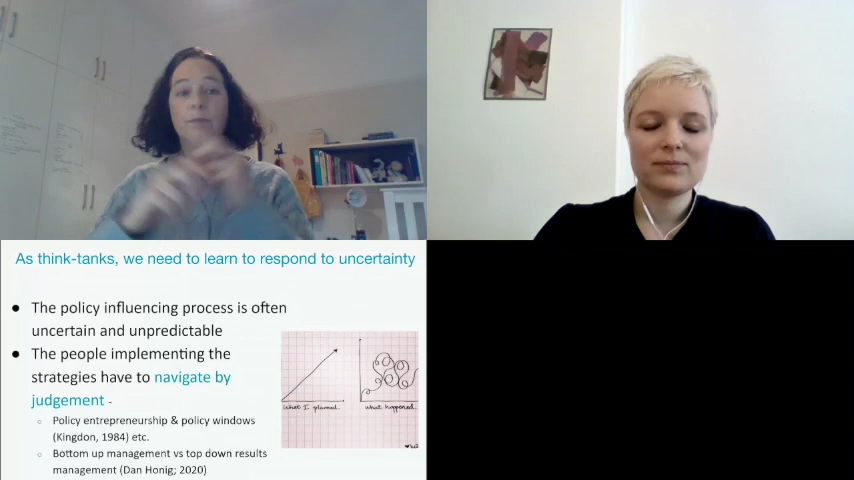 As think-tanks, we need to learn to respond to uncertainty
● The policy influencing process is often
uncertain and unpredictable
● The people implementing the
strategies have to navigate by
judgement -
○ Policy entrepreneurship & policy windows
(Kingdon, 1984) etc.
○ Bottom up management vs top down results
management (Dan Honig; 2020)
What I planned.
What happened.